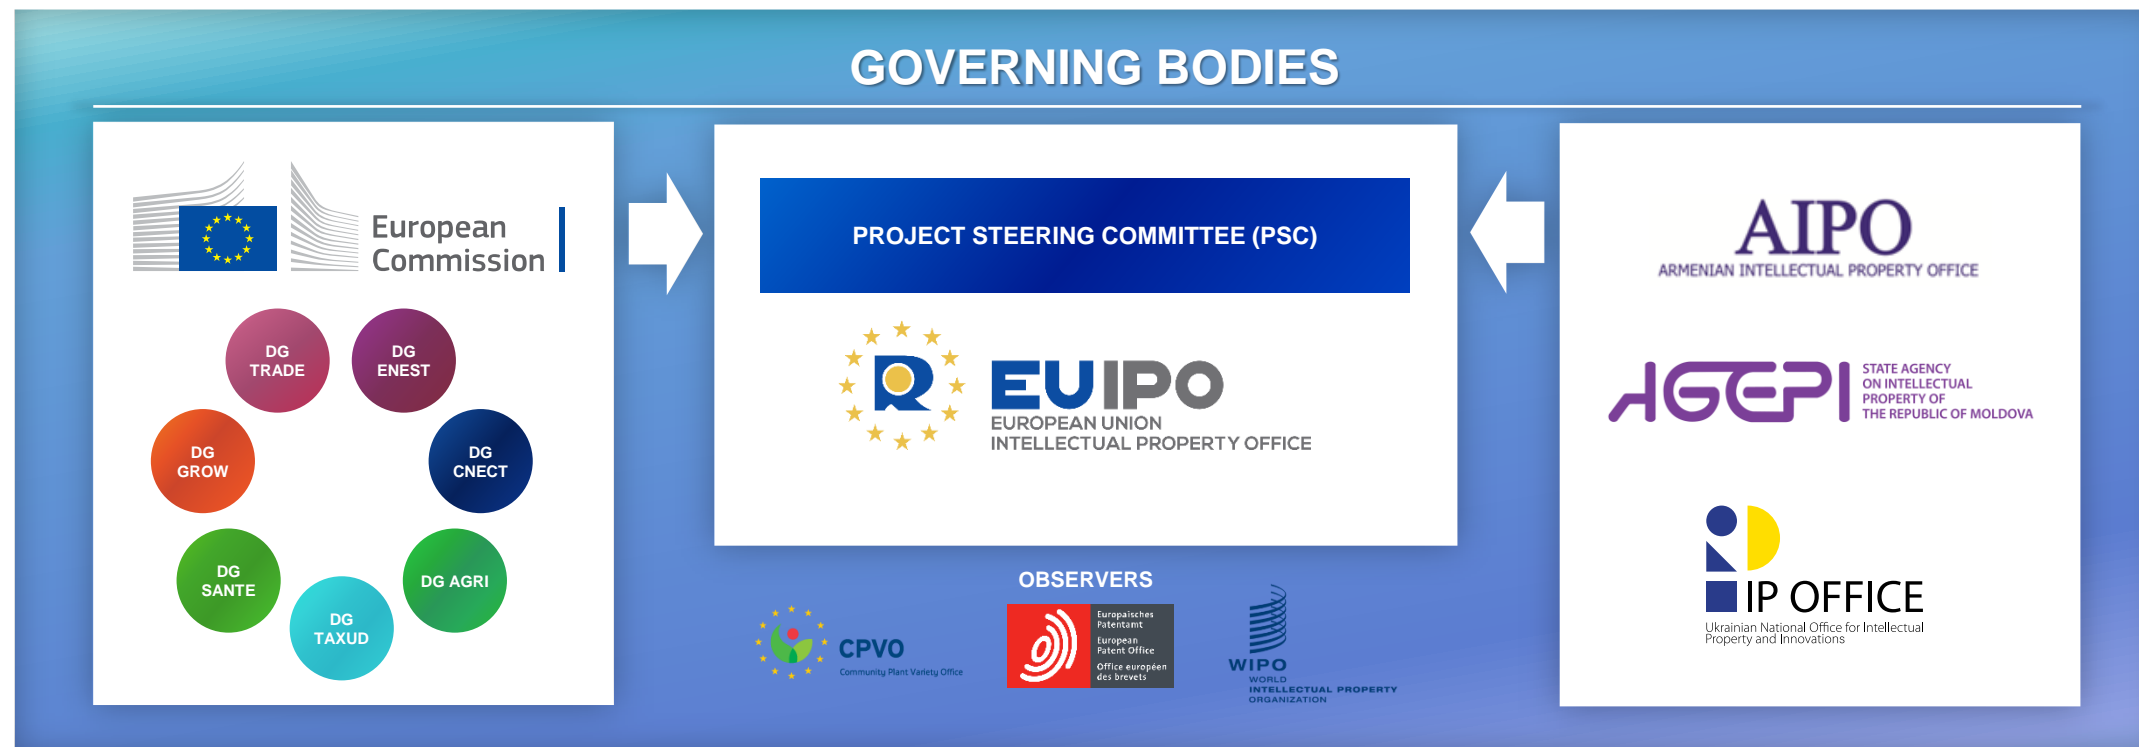 GOVERNING BODIES
European
Commission
DG
TRADE
DG
ENEST
DG
GROW
DG
CNECT
DG
SANTE
DG AGRI
DG
TAXUD
PROJECT STEERING COMMITTEE (PSC)
EUIPO
EUROPEAN UNION
INTELLECTUAL PROPERTY OFFICE
OBSERVERS
CPVO
Community Plant Variety Office
Europäisches
Patentamt
European
Patent Office
Office européen
des brevets
WIPO
WORLD
INTELLECTUAL PROPERTY
ORGANIZATION
AIPO
ARMENIAN INTELLECTUAL PROPERTY OFFICE
AGEPI
STATE AGENCY
ON INTELLECTUAL
PROPERTY OF
THE REPUBLIC OF MOLDOVA
IP OFFICE
Ukrainian National Office for Intellectual
Property and Innovations